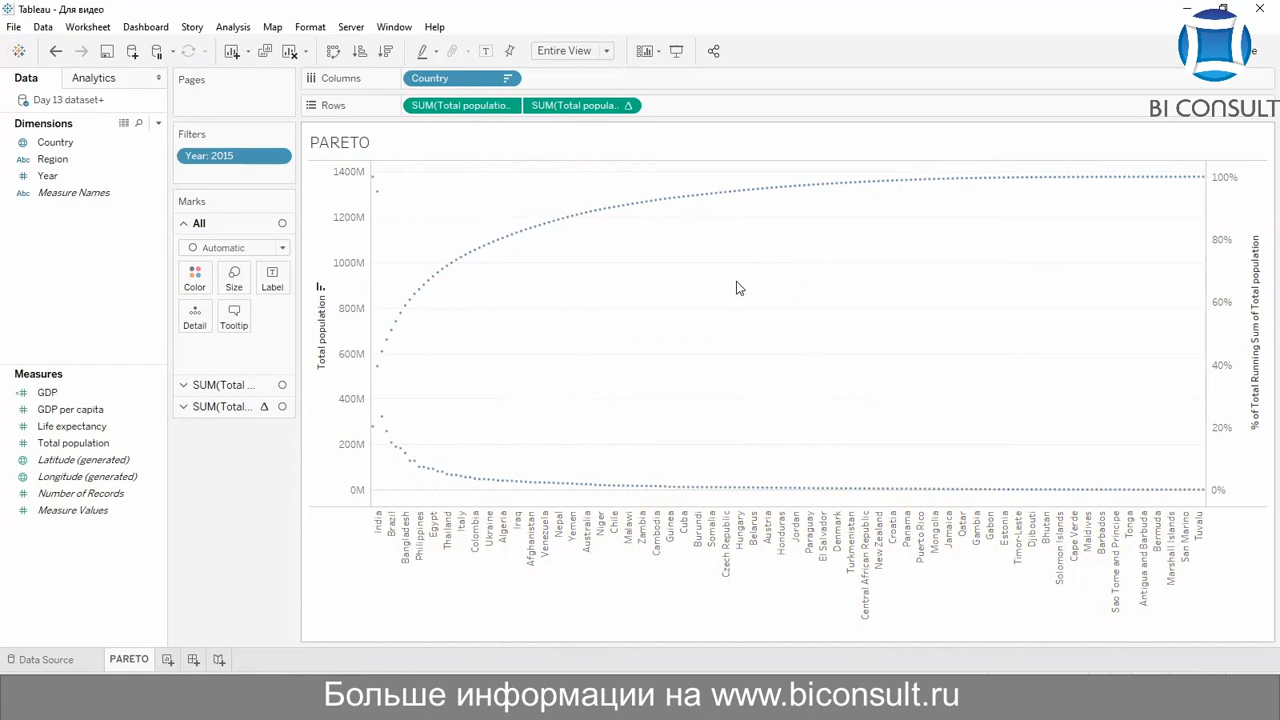 Tableau - Для видео
File Data Worksheet Dashboard Story Analysis Map Format Server Window Help
Entire View
Data Analytics
Pages
Columns Country
Day 13 dataset+
Rows SUM(Total populatio.. SUM(Total popula..
BI CONSULT
Dimensions
Country
Region
Year
Measure Names
Filters
Year: 2015
Marks
All
Automatic
Color Size Label
Detail Tooltip
SUM(Total ...
SUM(Total...
Measures
GDP
GDP per capita
Life expectancy
Total population
Latitude (generated)
Longitude (generated)
Number of Records
Measure Values
PARETO
Total population
1400M
1200M
1000M
800M
600M
400M
200M
0M
100%
80%
60%
40%
20%
0%
% of Total Running Sum of Total population
India
Brazil
Bangladesh
Philippines
Egypt
Thailand
Italy
Colombia
Ukraine
Algeria
Iraq
Afghanistan
Venezuela
Nepal
Yemen
Australia
Niger
Chile
Malawi
Zambia
Cambodia
Guinea
Cuba
Burundi
Somalia
Czech Republic
Hungary
Belarus
Austria
Honduras
Jordan
Paraguay
El Salvador
Denmark
Turkmenistan
Central African Republic
New Zealand
Croatia
Panama
Puerto Rico
Mongolia
Jamaica
Qatar
Gambia
Gabon
Estonia
Timor-Leste
Djibouti
Bhutan
Solomon Islands
Cape Verde
Maldives
Barbados
Sao Tome and Principe
Tonga
Antigua and Barbuda
Bermuda
Marshall Islands
San Marino
Tuvalu
Data Source PARETO
Больше информации на www.biconsult.ru